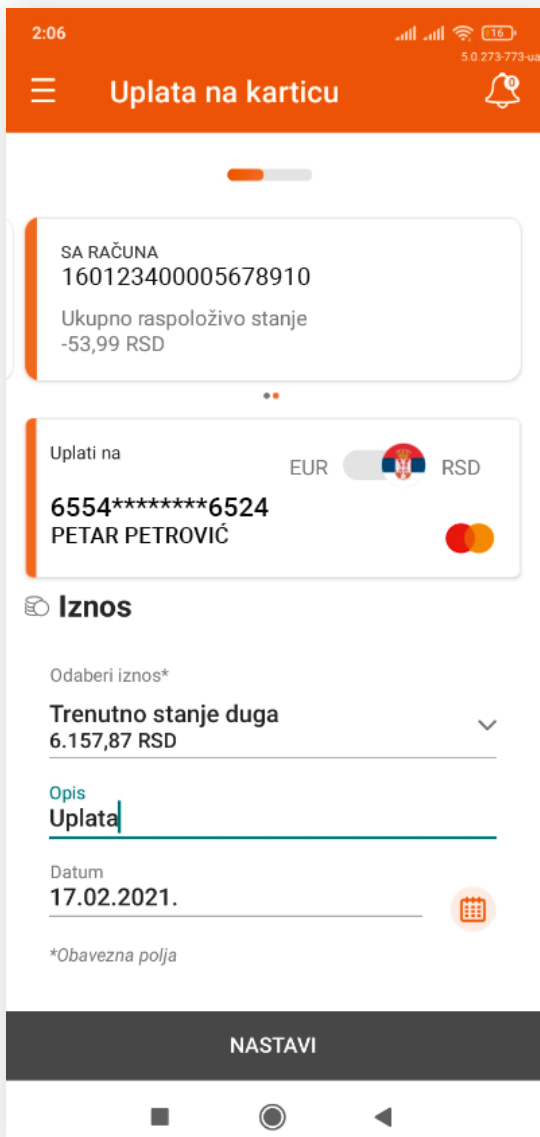 2:06
16
5.0.273-773-ua
Uplata na karticu
0
SA RAČUNA
160123400005678910
Ukupno raspoloživo stanje
-53,99 RSD
Uplati na
EUR
RSD
6554********6524
PETAR PETROVIĆ
Iznos
Odaberi iznos*
Trenutno stanje duga
6.157,87 RSD
Opis
Uplata
Datum
17.02.2021.
*Obavezna polja
NASTAVI